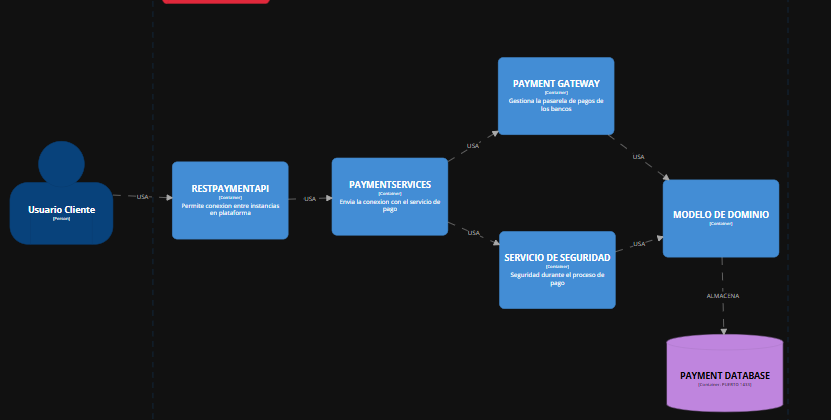 PAYMENT GATEWAY
[Container]
Gestiona la pasarela de pagos de
los bancos
USA
USA
Usuario Cliente
[Person]
USA
RESTPAYMENTAPI
[Container]
Permite conexion entre instancias
en plataforma
USA
PAYMENTSERVICES
[Container]
Envia la conexion con el servicio de
pago
MODELO DE DOMINIO
[Container]
USA
SERVICIO DE SEGURIDAD
[Container]
Seguridad durante el proceso de
pago
USA
ALMACENA
PAYMENT DATABASE
[Container: PUERTO 1433]